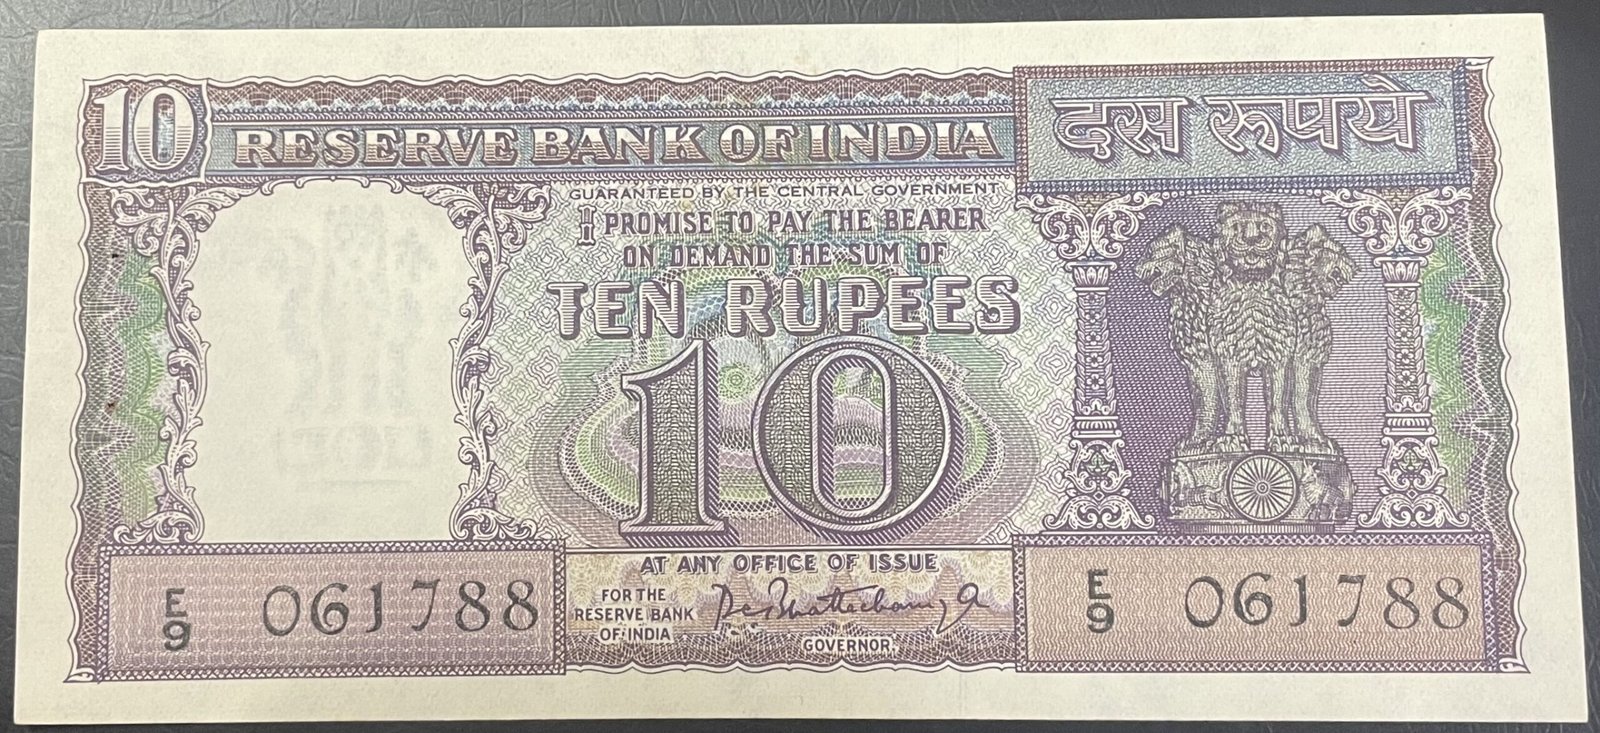 10
RESERVE BANK OF INDIA
दस रूपये
GUARANTEED BY THE CENTRAL GOVERNMENT
I PROMISE TO PAY THE BEARER
ON DEMAND THE SUM OF
TEN RUPEES
10
AT ANY OFFICE OF ISSUE
FOR THE
RESERVE BANK
OF INDIA
P C Bhattacharyya
GOVERNOR.
E/9 061788
E/9 061788